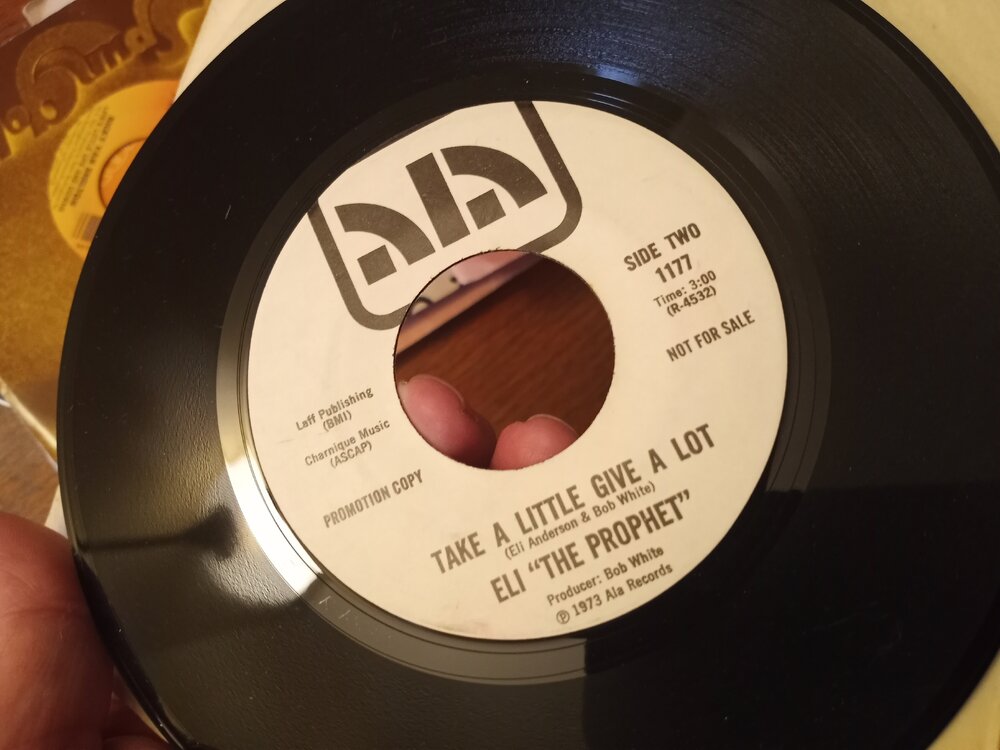 ala
SIDE TWO
1177
Time: 3:00
(R-4532)
NOT FOR SALE
Laff Publishing
(BMI)
Charnique Music
(ASCAP)
PROMOTION COPY
TAKE A LITTLE GIVE A LOT
(Eli Anderson & Bob White)
ELI “THE PROPHET”
Producer: Bob White
℗ 1973 Ala Records